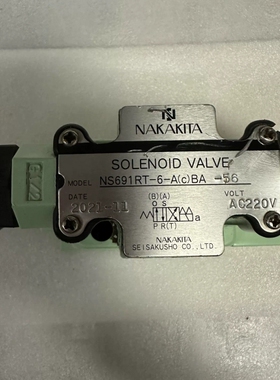 NAKAKITA
SOLENOID VALVE
MODEL NS691RT-6-A(c)BA -56
DATE VOLT
2021-11 AC220V
(B)(A)
O S
a
P R(T)
NAKAKITA
SEISAKUSHO CO.,LTD.